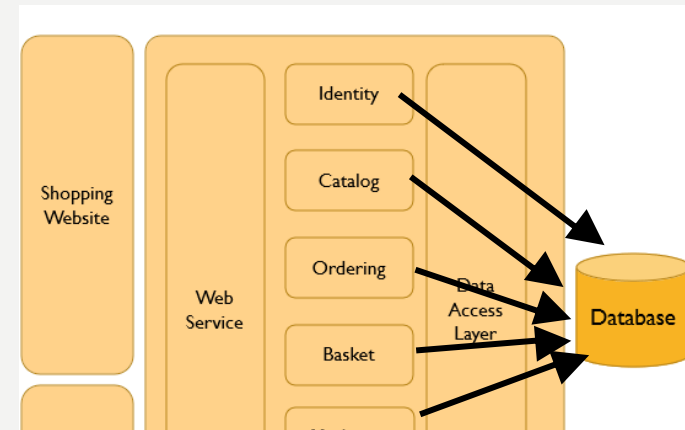 Identity
Catalog
Shopping
Website
Ordering
Data
Access
Layer
Web
Service
Database
Basket